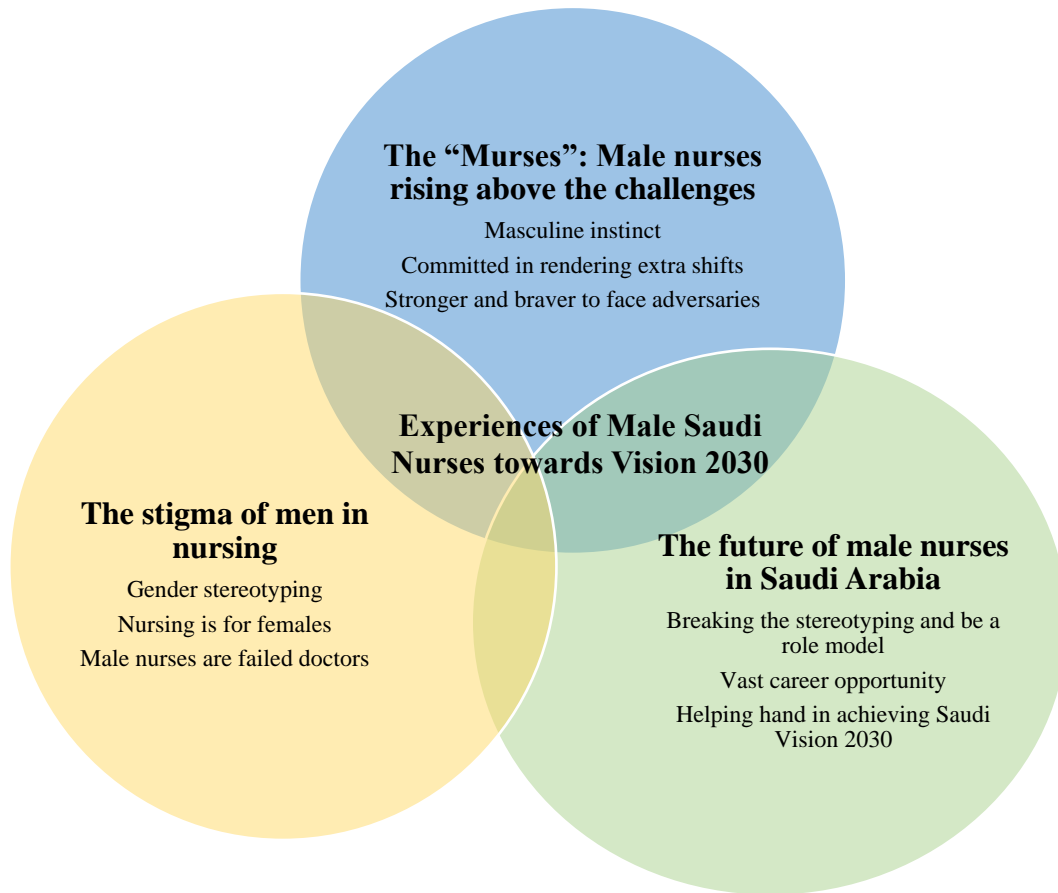 The “Murses”: Male nurses
rising above the challenges
Masculine instinct
Committed in rendering extra shifts
Stronger and braver to face adversaries
Experiences of Male Saudi
Nurses towards Vision 2030
The stigma of men in
nursing
Gender stereotyping
Nursing is for females
Male nurses are failed doctors
The future of male nurses
in Saudi Arabia
Breaking the stereotyping and be a
role model
Vast career opportunity
Helping hand in achieving Saudi
Vision 2030